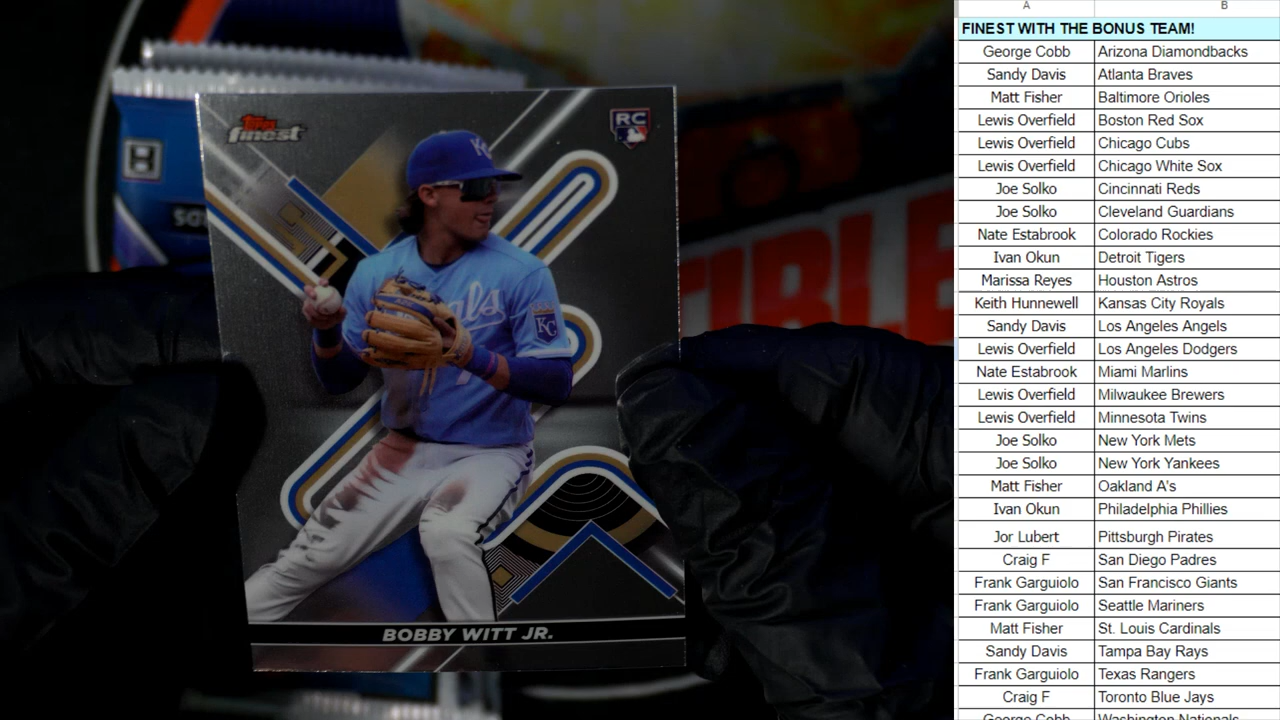 Topps
finest
RC
K
Royals
KC
BOBBY WITT JR.
TIBLE
A
B
FINEST WITH THE BONUS TEAM!
George Cobb Arizona Diamondbacks
Sandy Davis Atlanta Braves
Matt Fisher Baltimore Orioles
Lewis Overfield Boston Red Sox
Lewis Overfield Chicago Cubs
Lewis Overfield Chicago White Sox
Joe Solko Cincinnati Reds
Joe Solko Cleveland Guardians
Nate Estabrook Colorado Rockies
Ivan Okun Detroit Tigers
Marissa Reyes Houston Astros
Keith Hunnewell Kansas City Royals
Sandy Davis Los Angeles Angels
Lewis Overfield Los Angeles Dodgers
Nate Estabrook Miami Marlins
Lewis Overfield Milwaukee Brewers
Lewis Overfield Minnesota Twins
Joe Solko New York Mets
Joe Solko New York Yankees
Matt Fisher Oakland A's
Ivan Okun Philadelphia Phillies
Jor Lubert Pittsburgh Pirates
Craig F San Diego Padres
Frank Garguiolo San Francisco Giants
Frank Garguiolo Seattle Mariners
Matt Fisher St. Louis Cardinals
Sandy Davis Tampa Bay Rays
Frank Garguiolo Texas Rangers
Craig F Toronto Blue Jays
George Cobb Washington Nationals